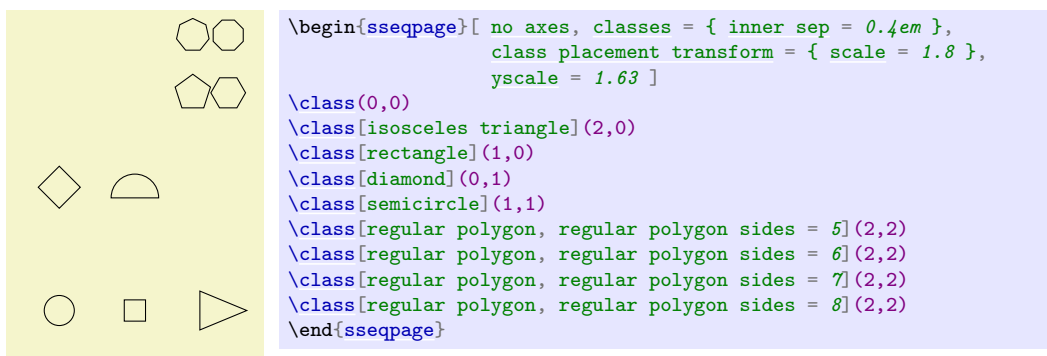 \begin{sseqpage}[ no axes, classes = { inner sep = 0.4em },
class placement transform = { scale = 1.8 },
yscale = 1.63 ]
\class(0,0)
\class[isosceles triangle](2,0)
\class[rectangle](1,0)
\class[diamond](0,1)
\class[semicircle](1,1)
\class[regular polygon, regular polygon sides = 5](2,2)
\class[regular polygon, regular polygon sides = 6](2,2)
\class[regular polygon, regular polygon sides = 7](2,2)
\class[regular polygon, regular polygon sides = 8](2,2)
\end{sseqpage}